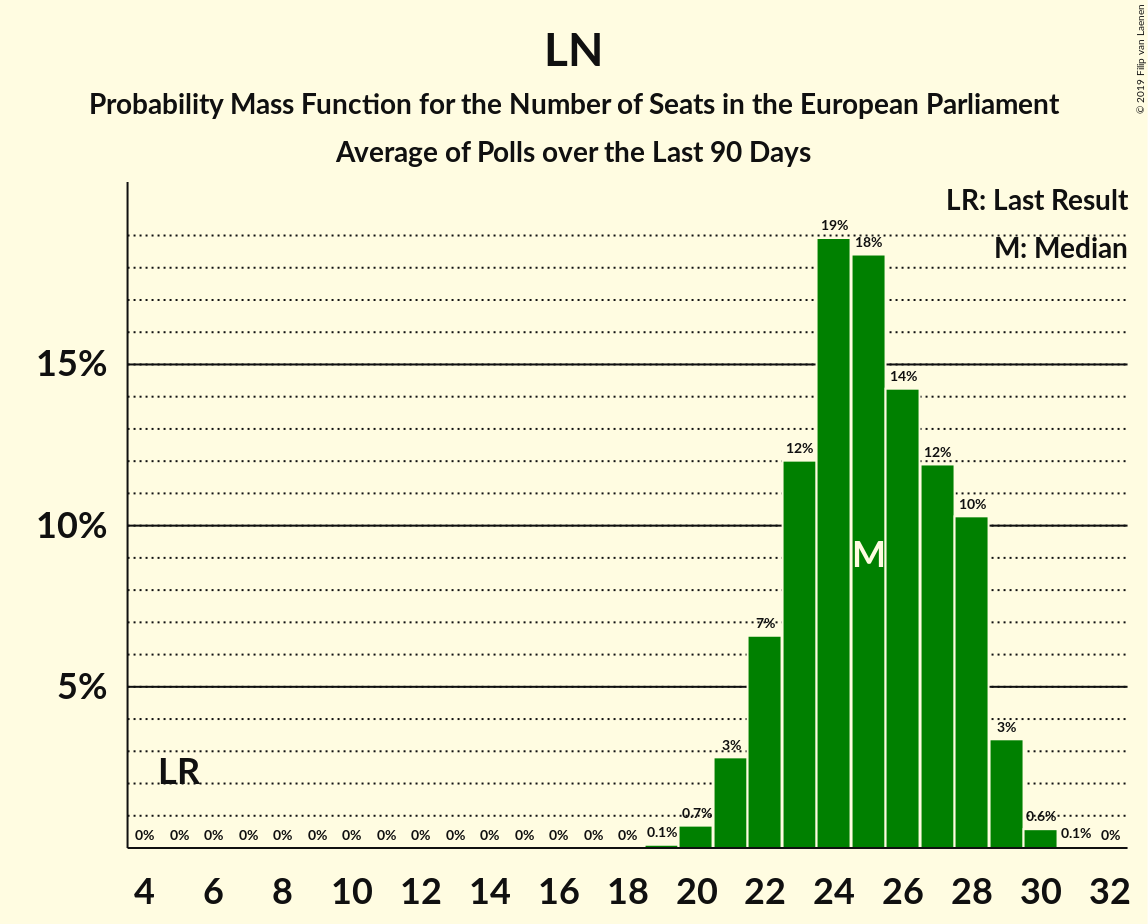 © 2019 Filip van Laenen
LN
Probability Mass Function for the Number of Seats in the European Parliament
Average of Polls over the Last 90 Days
LR: Last Result
M: Median
19%
18%
15%
14%
12%
12%
10%
10%
M
7%
5%
3%
3%
LR
0% 0% 0% 0% 0% 0% 0% 0% 0% 0% 0% 0% 0% 0% 0% 0.1% 0.7% 0.6% 0.1% 0%
4 6 8 10 12 14 16 18 20 22 24 26 28 30 32